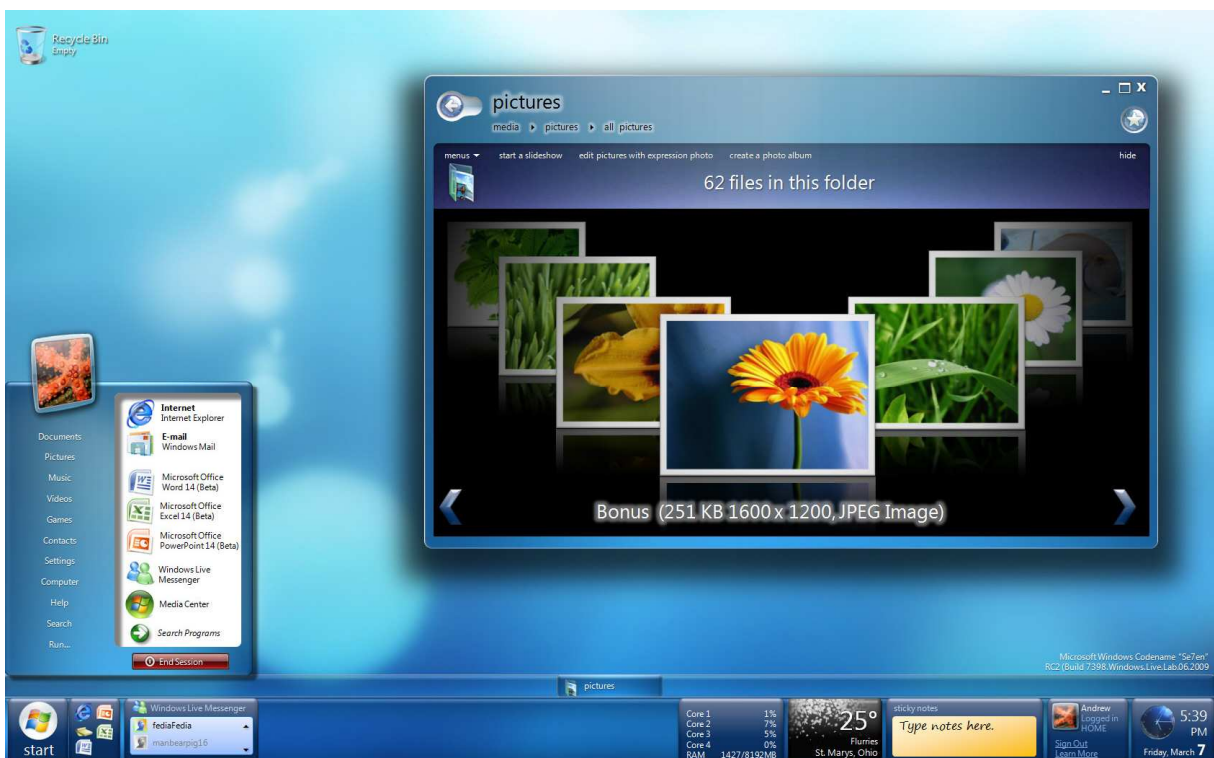 Recycle Bin
Empty
pictures
media ▸ pictures ▸ all pictures
menus ▾ start a slideshow edit pictures with expression photo create a photo album hide
62 files in this folder
Bonus (251 KB 1600 x 1200, JPEG Image)
Documents
Pictures
Music
Videos
Games
Contacts
Settings
Computer
Help
Search
Run...
Internet
Internet Explorer
E-mail
Windows Mail
Microsoft Office
Word 14 (Beta)
Microsoft Office
Excel 14 (Beta)
Microsoft Office
PowerPoint 14 (Beta)
Windows Live
Messenger
Media Center
Search Programs
End Session
Microsoft Windows Codename "Se7en"
RC2 (Build 7398.Windows.Live.Lab.06.2009
pictures
start
Windows Live Messenger
fediaFedia
manbearpig16
Core 1 1%
Core 2 7%
Core 3 5%
Core 4 0%
RAM 1427/8192MB
25°
Flurries
St. Marys, Ohio
sticky notes
Type notes here.
Andrew
Logged in
HOME
Sign Out
Learn More
5:39
PM
Friday, March 7